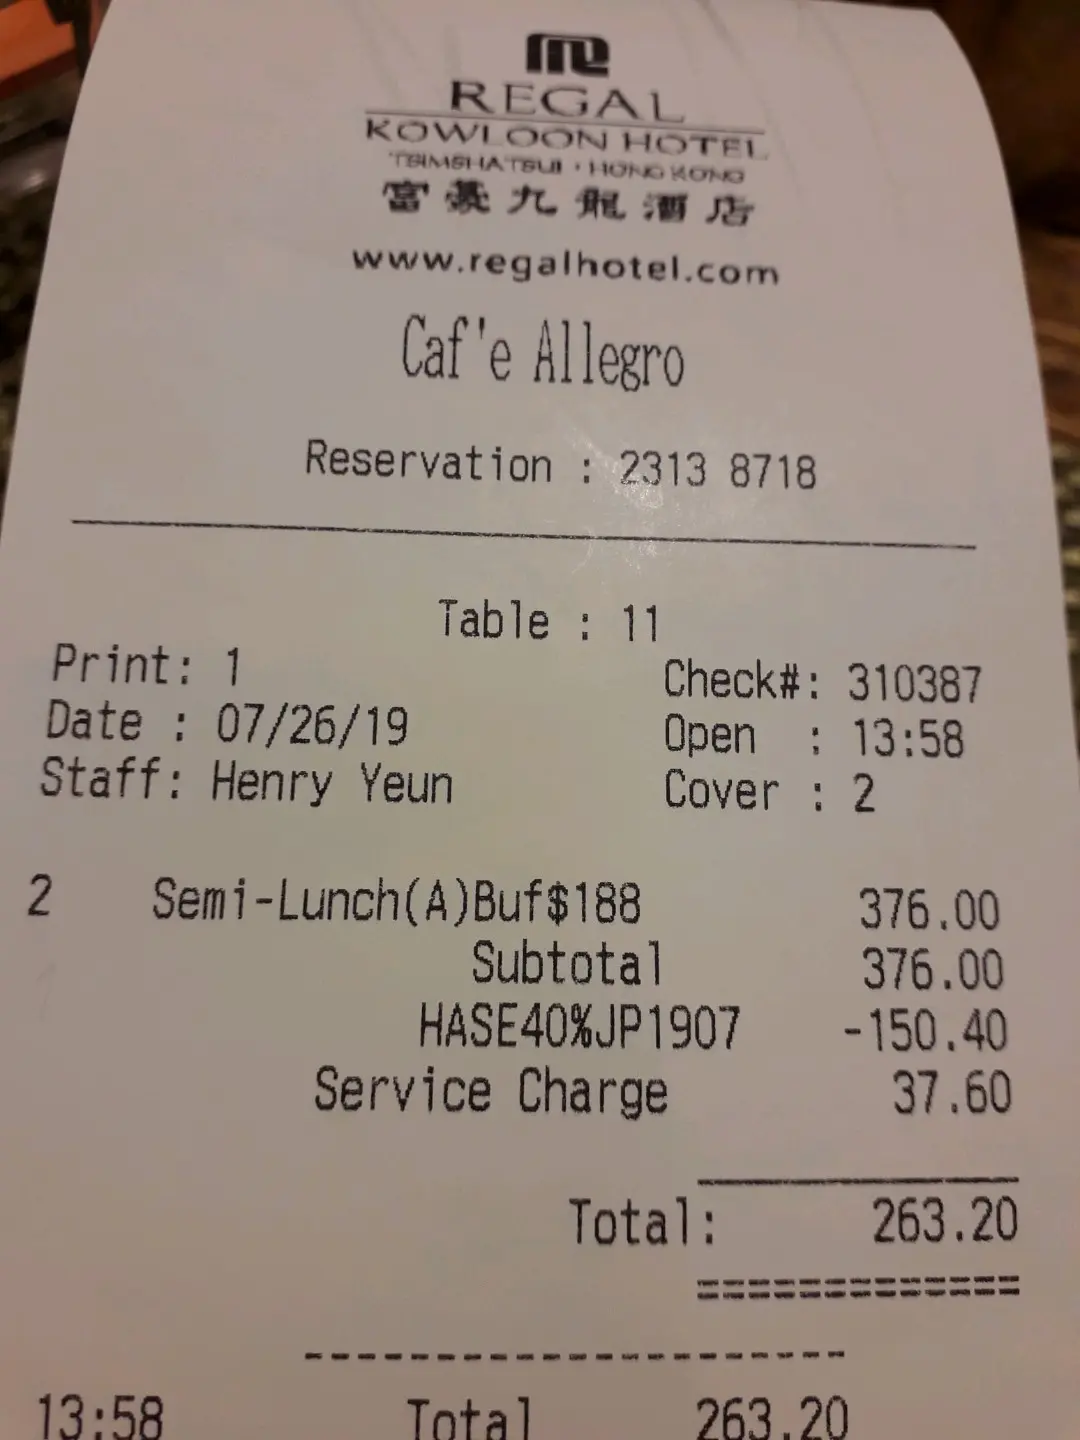 REGAL
KOWLOON HOTEL
TSIMSHATSUI · HONG KONG
富豪九龍酒店
www.regalhotel.com
Caf'e Allegro
Reservation : 2313 8718
Table : 11
Print: 1 Check#: 310387
Date : 07/26/19 Open : 13:58
Staff: Henry Yeun Cover : 2
2 Semi-Lunch(A)Buf$188 376.00
Subtotal 376.00
HASE40%JP1907 -150.40
Service Charge 37.60
Total: 263.20
13:58 Total 263.20